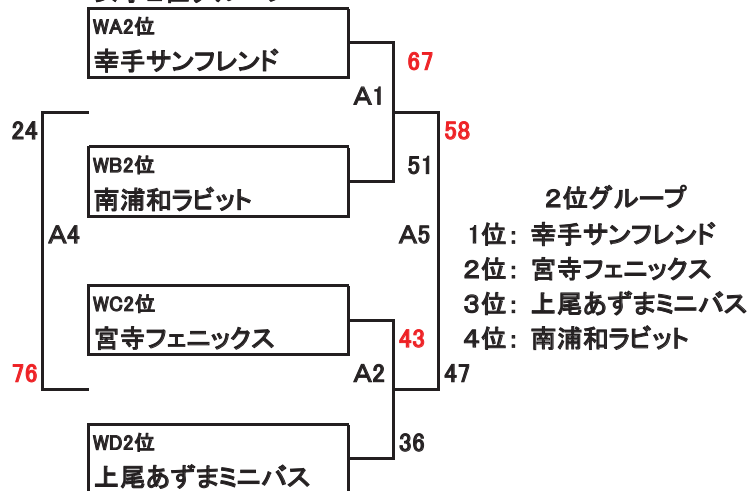 WA2位
幸手サンフレンド
67
A1
24
58
WB2位
51
南浦和ラビット
2位グループ
A4
A5
1位： 幸手サンフレンド
2位： 宮寺フェニックス
WC2位
3位： 上尾あずまミニバス
宮寺フェニックス
43
4位： 南浦和ラビット
76
A2
47
WD2位
36
上尾あずまミニバス